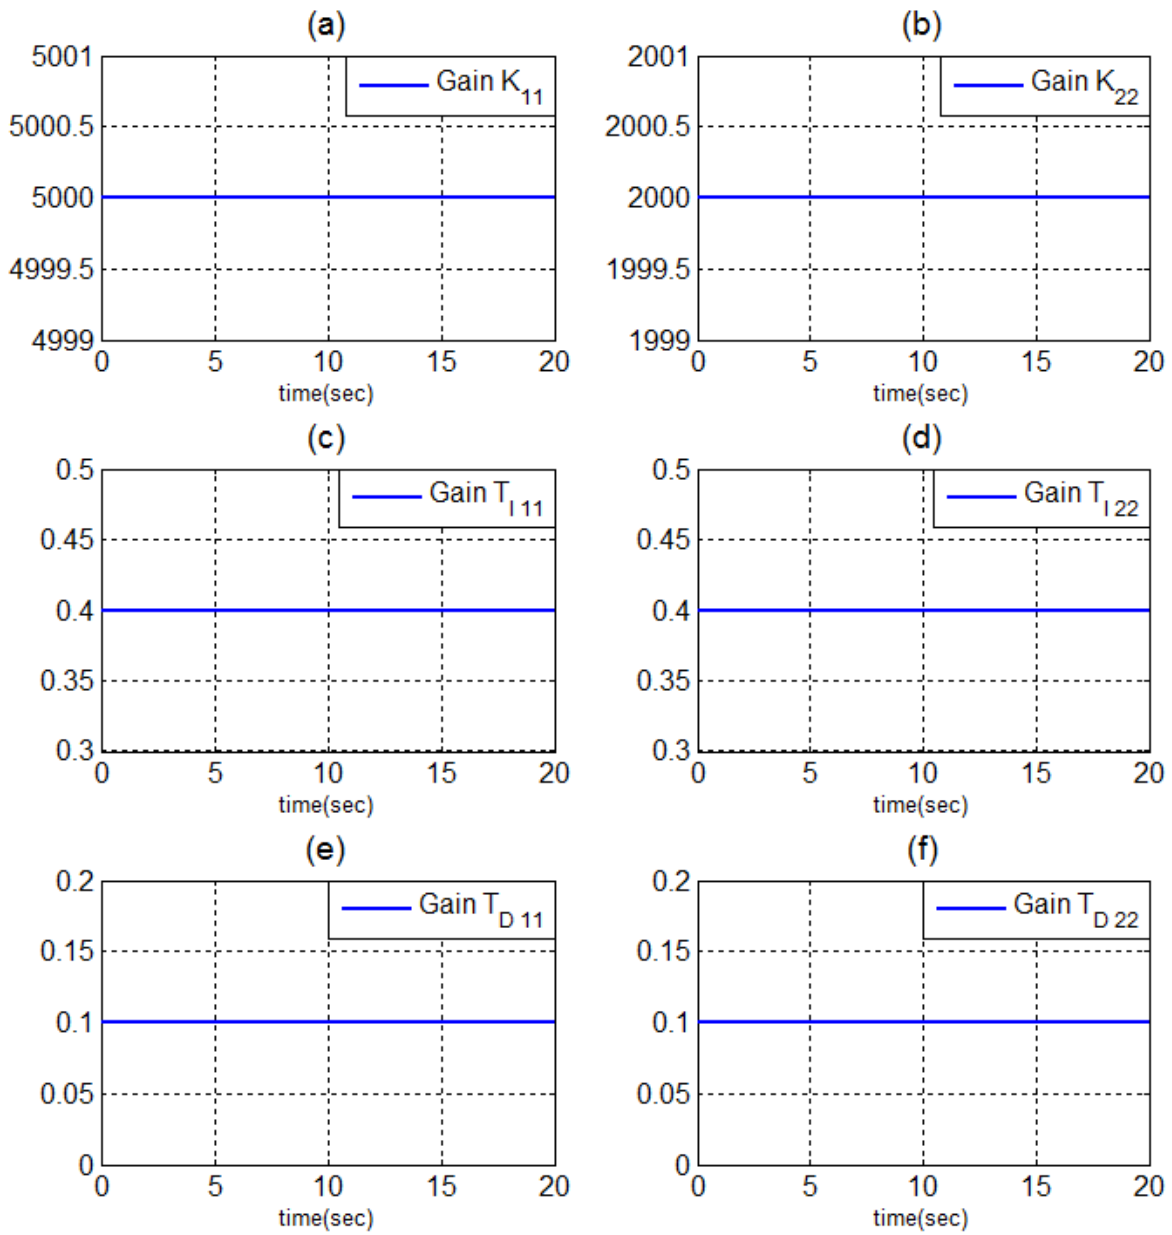 (a)
5001
5000.5
5000
4999.5
4999
Gain K11
0 5 10 15 20
time(sec)
(b)
2001
2000.5
2000
1999.5
1999
Gain K22
0 5 10 15 20
time(sec)
(c)
0.5
0.45
0.4
0.35
0.3
Gain TI 11
0 5 10 15 20
time(sec)
(d)
0.5
0.45
0.4
0.35
0.3
Gain TI 22
0 5 10 15 20
time(sec)
(e)
0.2
0.15
0.1
0.05
0
Gain TD 11
0 5 10 15 20
time(sec)
(f)
0.2
0.15
0.1
0.05
0
Gain TD 22
0 5 10 15 20
time(sec)